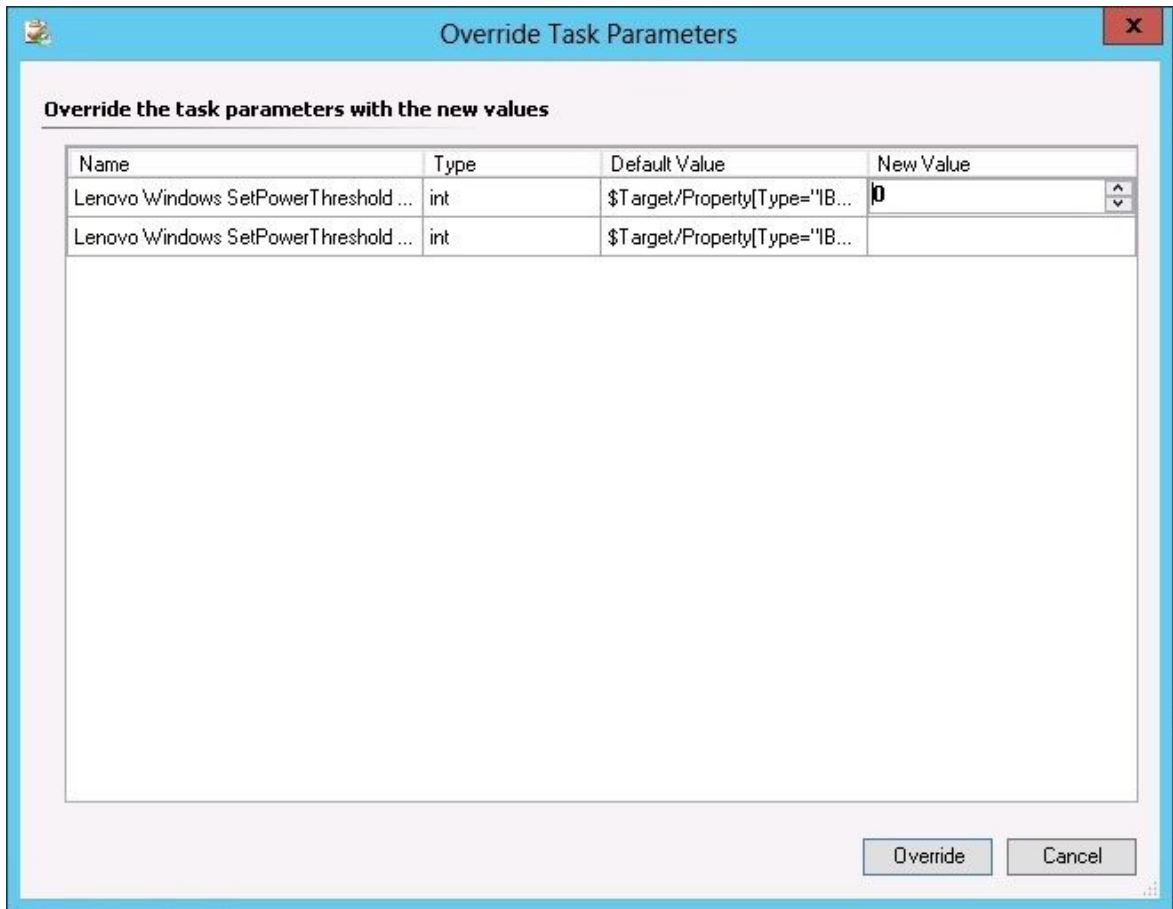 Override Task Parameters
x
Override the task parameters with the new values
Name Type Default Value New Value
Lenovo Windows SetPowerThreshold ... int $Target/Property[Type="IB... 0
Lenovo Windows SetPowerThreshold ... int $Target/Property[Type="IB...
Override Cancel